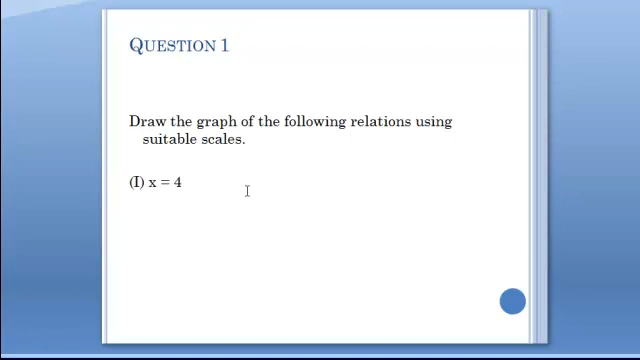 QUESTION 1
Draw the graph of the following relations using
suitable scales.
(I) x = 4